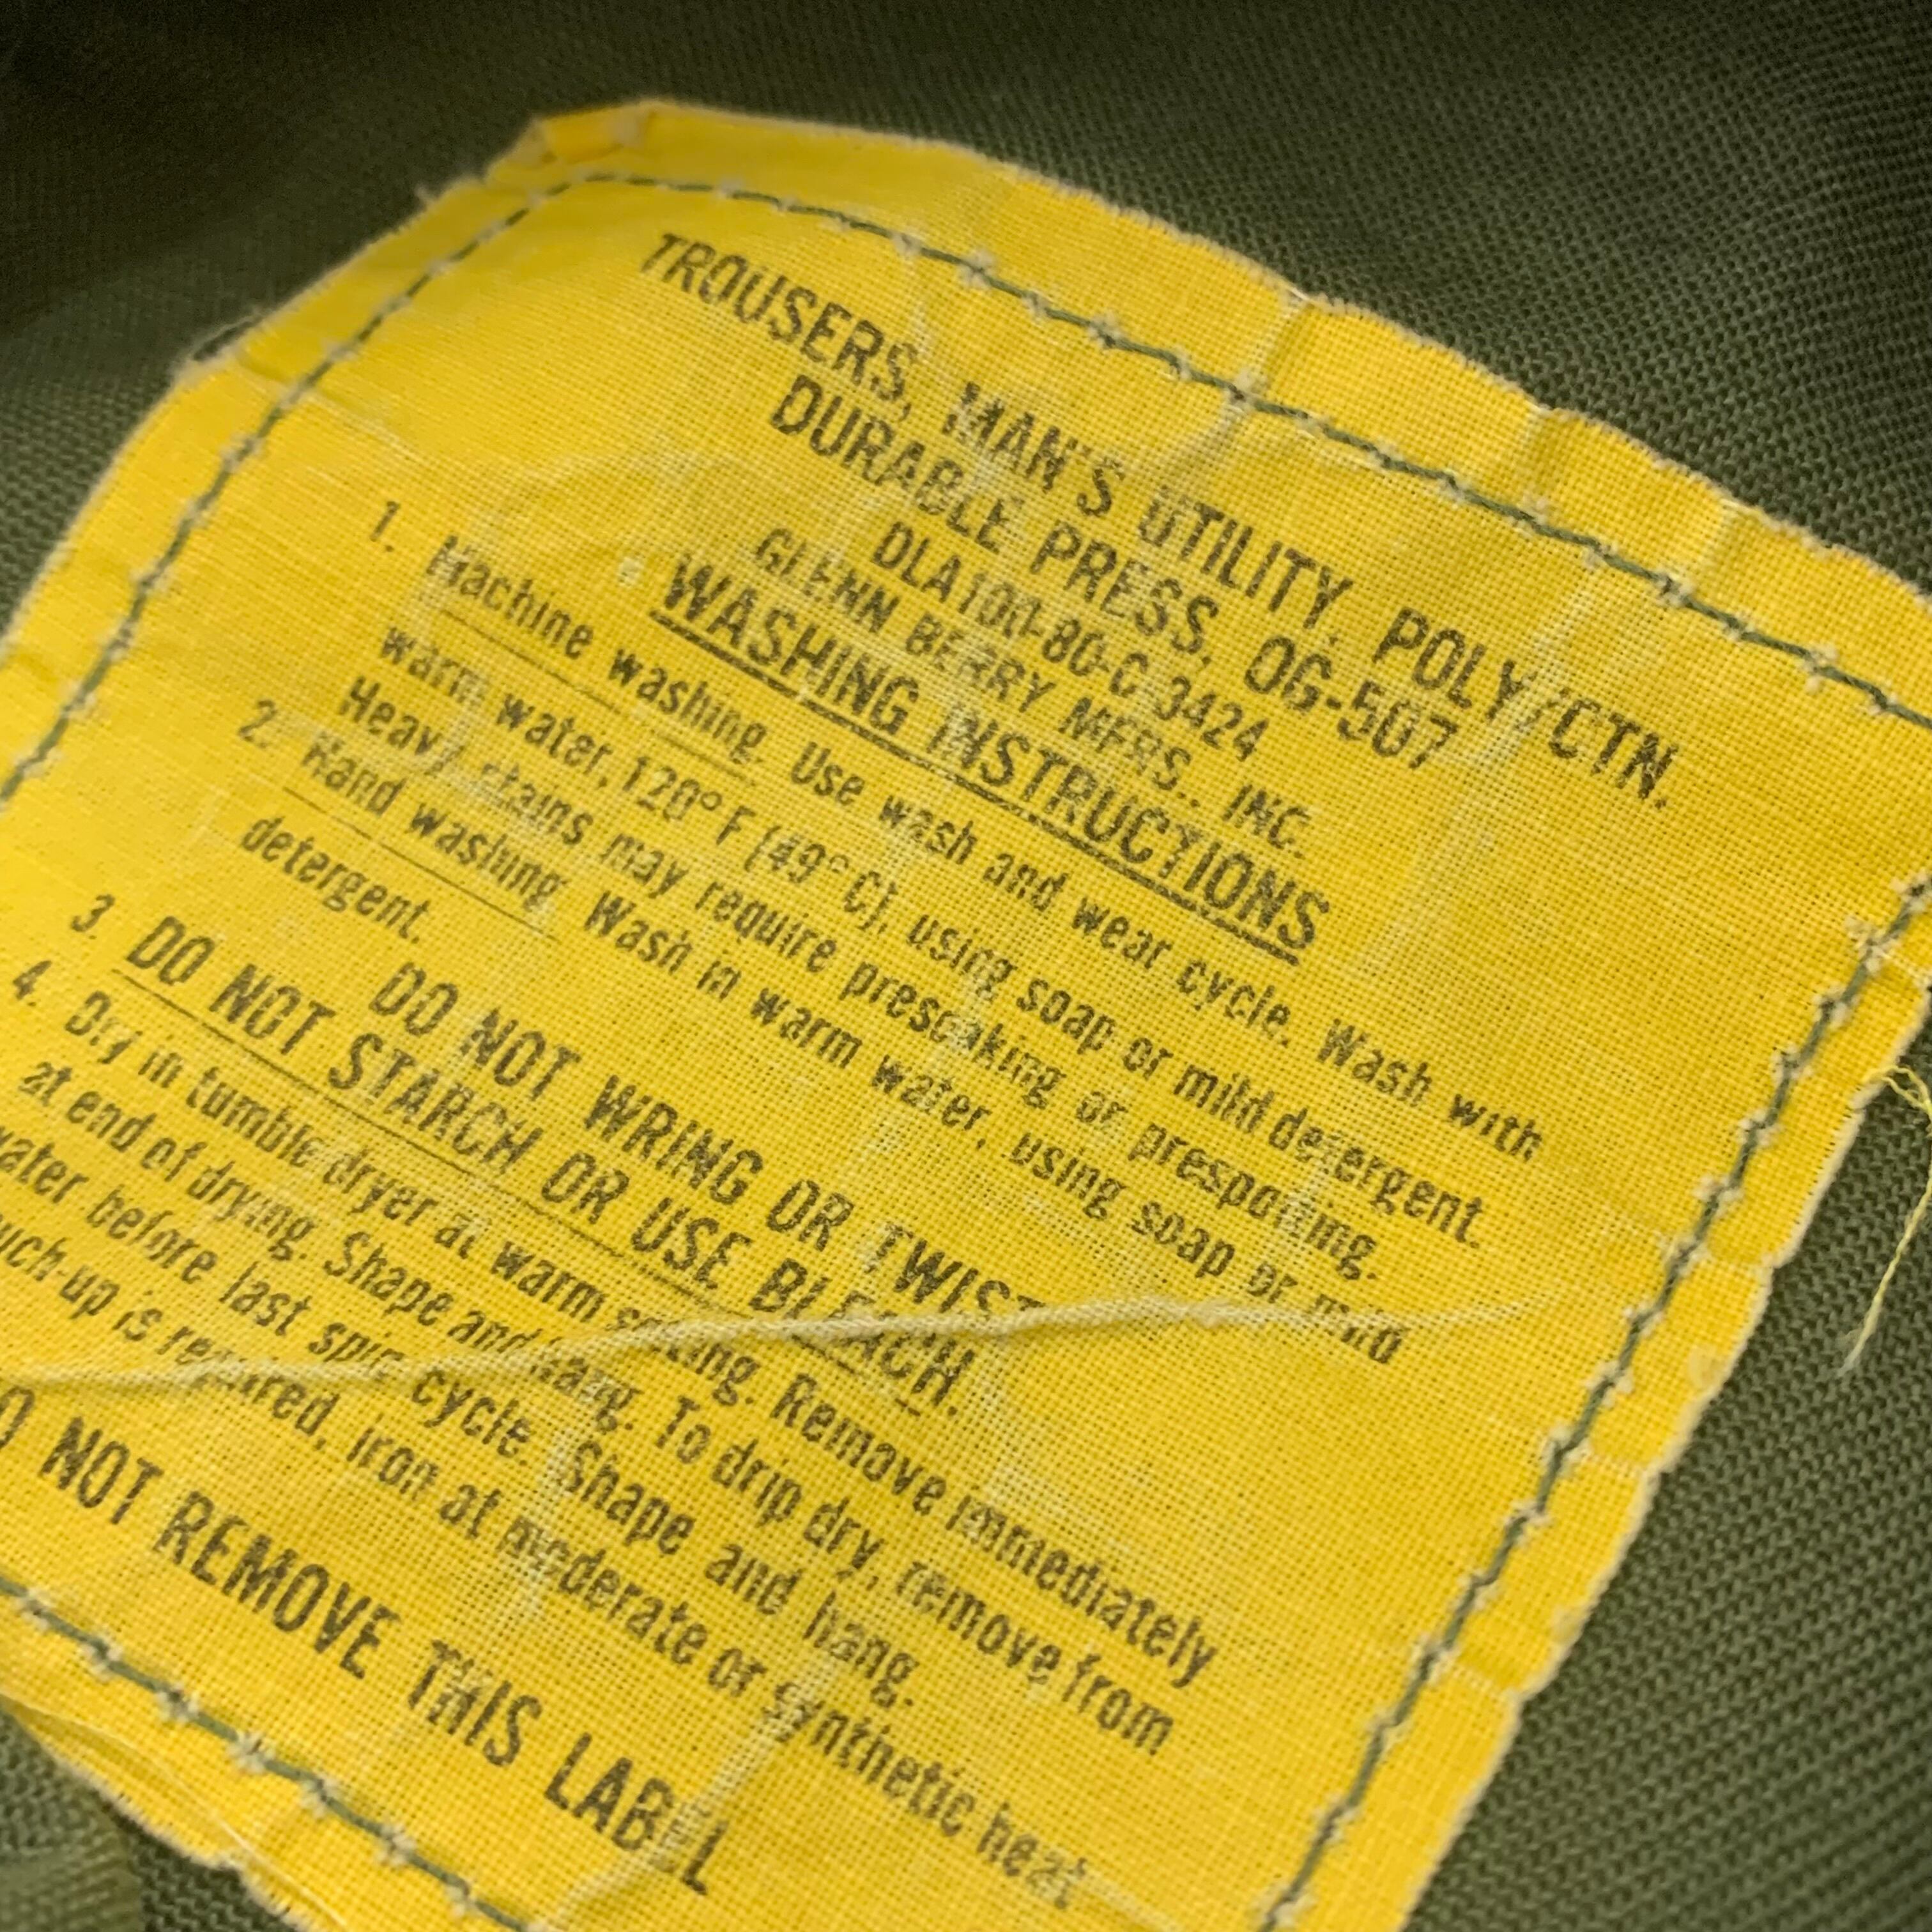 TROUSERS, MAN'S UTILITY, POLY/CTN.
DURABLE PRESS, OG-507
DLA100-80-C-3424
GLENN BERRY MFRS., INC.
WASHING INSTRUCTIONS
1. Machine washing. Use wash and wear cycle. Wash with
warm water, 120° F (49° C), using soap or mild detergent.
Heavy stains may require presoaking or prespotting.
2. Hand washing. Wash in warm water, using soap or mild
detergent.
DO NOT WRING OR TWIST
3. DO NOT STARCH OR USE BLEACH.
4. Dry in tumble dryer at warm setting. Remove immediately
at end of drying. Shape and hang. To drip dry, remove from
water before last spin cycle. Shape and hang.
uch-up is required, iron at moderate or synthetic heat
O NOT REMOVE THIS LABEL